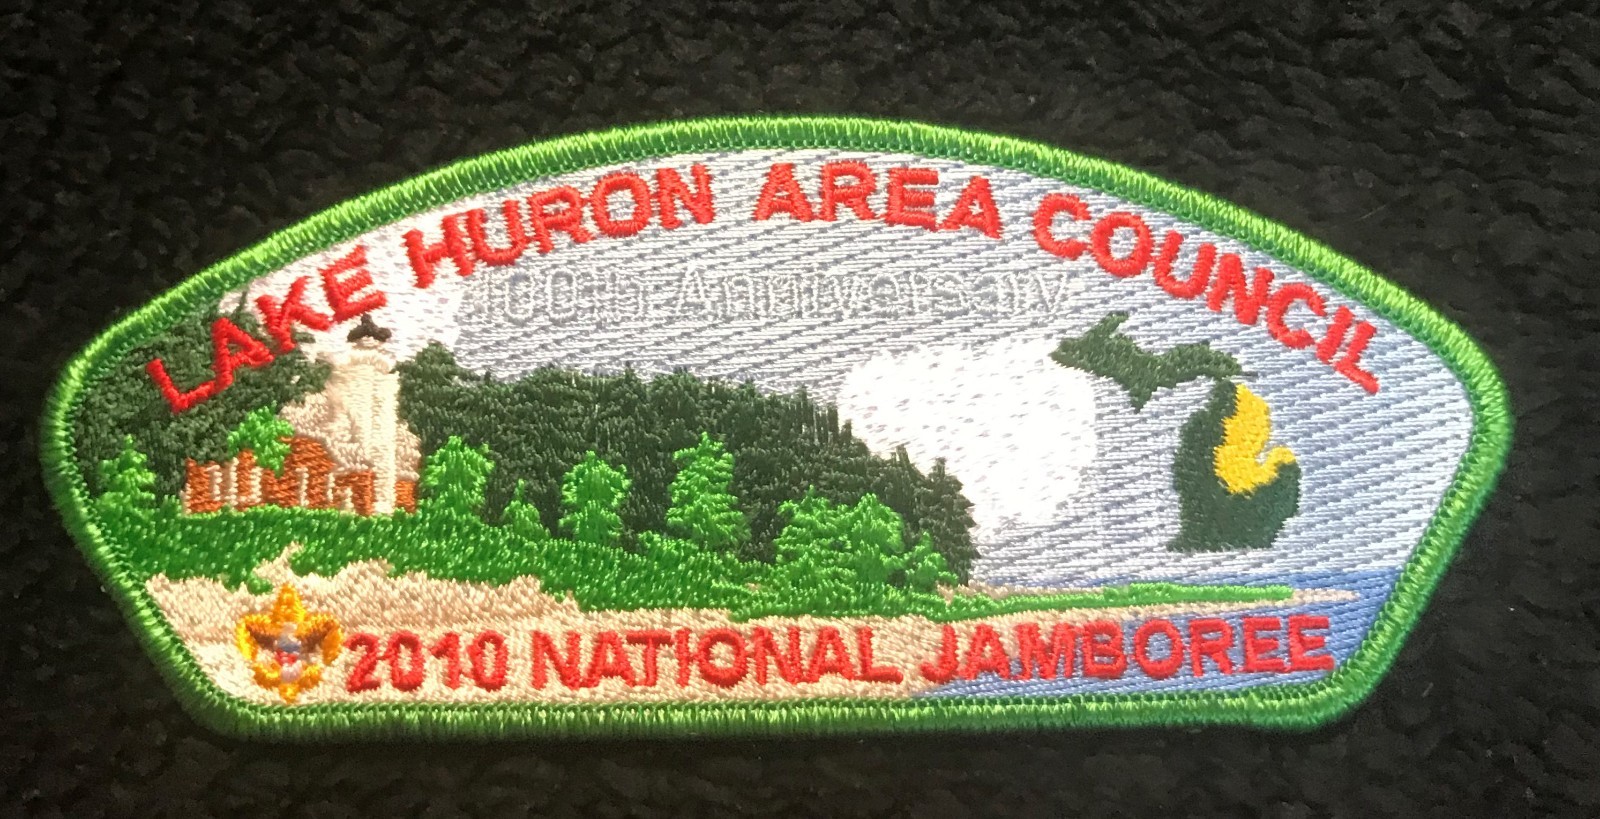 LAKE HURON AREA COUNCIL
100th Anniversary
2010 NATIONAL JAMBOREE